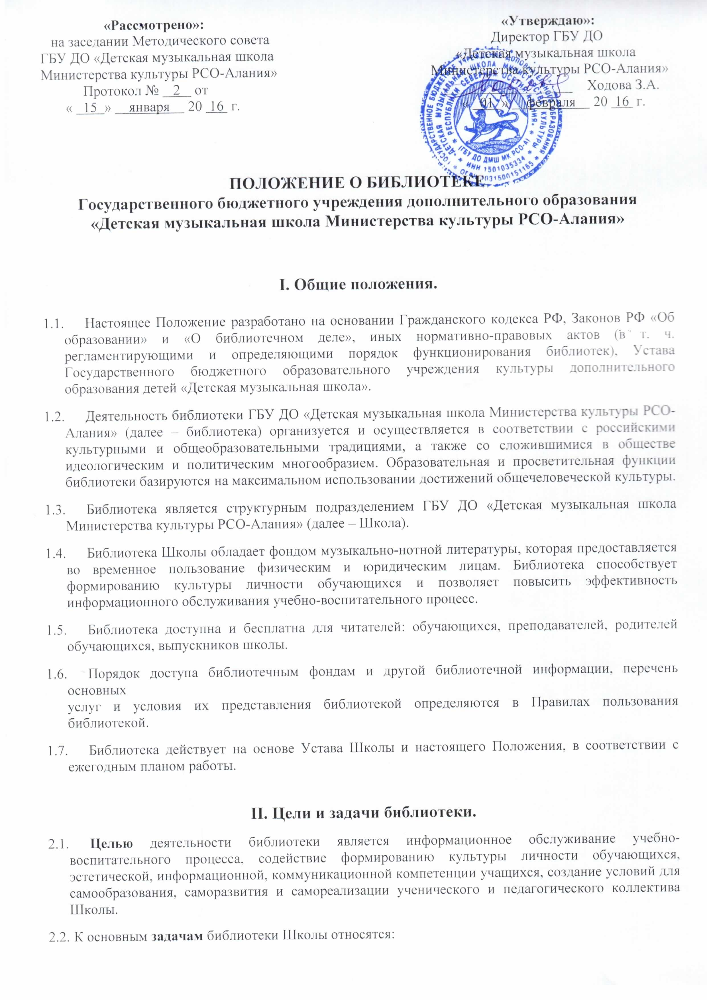 «Рассмотрено»:
на заседании Методического совета
ГБУ ДО «Детская музыкальная школа
Министерства культуры РСО-Алания»
Протокол № __2__ от
« _15_» __января__ 20 _16_ г.
«Утверждаю»:
Директор ГБУ ДО
«Детская музыкальная школа
Министерства культуры РСО-Алания»
Ходова З.А.
« _01_» __февраля__ 20 _16_ г.
ГОСУДАРСТВЕННОЕ БЮДЖЕТНОЕ УЧРЕЖДЕНИЕ ДОПОЛНИТЕЛЬНОГО ОБРАЗОВАНИЯ
«ДЕТСКАЯ МУЗЫКАЛЬНАЯ ШКОЛА МИНИСТЕРСТВА КУЛЬТУРЫ
РЕСПУБЛИКИ СЕВЕРНАЯ ОСЕТИЯ-АЛАНИЯ»
(ГБУ ДО ДМШ МК РСО-А)
* ИНН 1501035334 *
* ОГРН 1031500151165 *
ПОЛОЖЕНИЕ О БИБЛИОТЕКЕ
Государственного бюджетного учреждения дополнительного образования
«Детская музыкальная школа Министерства культуры РСО-Алания»
I. Общие положения.
1.1. Настоящее Положение разработано на основании Гражданского кодекса РФ, Законов РФ «Об
образовании» и «О библиотечном деле», иных нормативно-правовых актов (в т. ч.
регламентирующими и определяющими порядок функционирования библиотек), Устава
Государственного бюджетного образовательного учреждения культуры дополнительного
образования детей «Детская музыкальная школа».
1.2. Деятельность библиотеки ГБУ ДО «Детская музыкальная школа Министерства культуры РСО-
Алания» (далее – библиотека) организуется и осуществляется в соответствии с российскими
культурными и общеобразовательными традициями, а также со сложившимися в обществе
идеологическим и политическим многообразием. Образовательная и просветительная функции
библиотеки базируются на максимальном использовании достижений общечеловеческой культуры.
1.3. Библиотека является структурным подразделением ГБУ ДО «Детская музыкальная школа
Министерства культуры РСО-Алания» (далее – Школа).
1.4. Библиотека Школы обладает фондом музыкально-нотной литературы, которая предоставляется
во временное пользование физическим и юридическим лицам. Библиотека способствует
формированию культуры личности обучающихся и позволяет повысить эффективность
информационного обслуживания учебно-воспитательного процесс.
1.5. Библиотека доступна и бесплатна для читателей: обучающихся, преподавателей, родителей
обучающихся, выпускников школы.
1.6. Порядок доступа библиотечным фондам и другой библиотечной информации, перечень
основных
услуг и условия их представления библиотекой определяются в Правилах пользования
библиотекой.
1.7. Библиотека действует на основе Устава Школы и настоящего Положения, в соответствии с
ежегодным планом работы.
II. Цели и задачи библиотеки.
2.1. Целью деятельности библиотеки является информационное обслуживание учебно-
воспитательного процесса, содействие формированию культуры личности обучающихся,
эстетической, информационной, коммуникационной компетенции учащихся, создание условий для
самообразования, саморазвития и самореализации ученического и педагогического коллектива
Школы.
2.2. К основным задачам библиотеки Школы относятся: